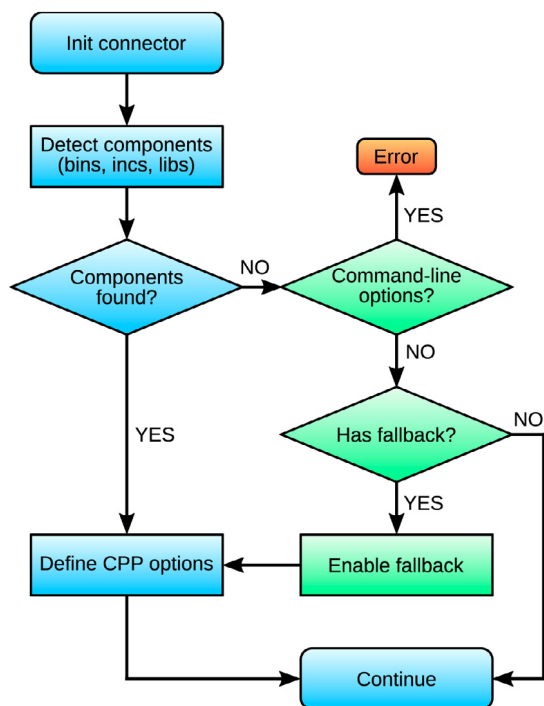 Init connector
Detect components
(bins, incs, libs)
Error
YES
Components
found?
NO
Command-line
options?
NO
Has fallback?
NO
YES
YES
Define CPP options
Enable fallback
Continue